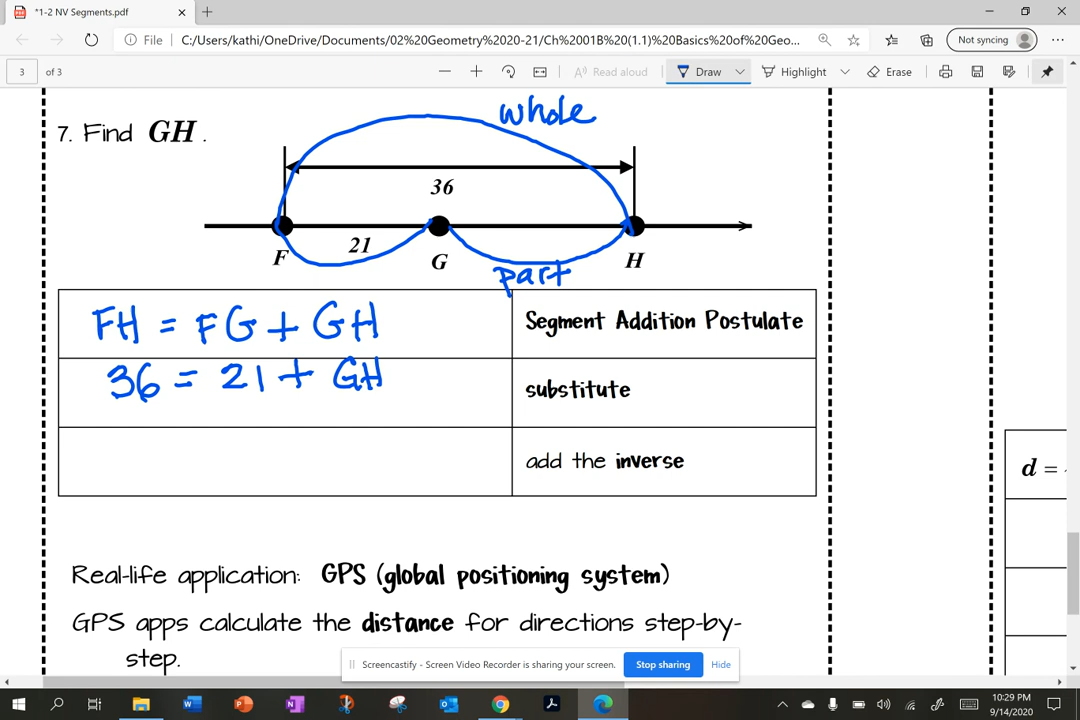 *1-2 NV Segments.pdf
File C:/Users/kathi/OneDrive/Documents/02%20Geometry%2020-21/Ch%2001B%20(1.1)%20Basics%20of%20Geo... Not syncing
3 of 3 Read aloud Draw Highlight Erase
whole
7. Find GH.
36
21
F G H
part
FH = FG + GH Segment Addition Postulate
36 = 21 + GH substitute
add the inverse
d =
Real-life application: GPS (global positioning system)
GPS apps calculate the distance for directions step-by-
step.
Screencastify - Screen Video Recorder is sharing your screen. Stop sharing Hide
10:29 PM
9/14/2020